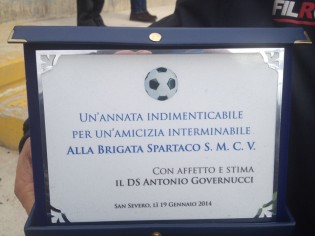 FILR
UN'ANNATA INDIMENTICABILE
PER UN'AMICIZIA INTERMINABILE
ALLA BRIGATA SPARTACO S. M. C. V.
CON AFFETTO E STIMA
IL DS ANTONIO GOVERNUCCI
SAN SEVERO, LÌ 19 GENNAIO 2014